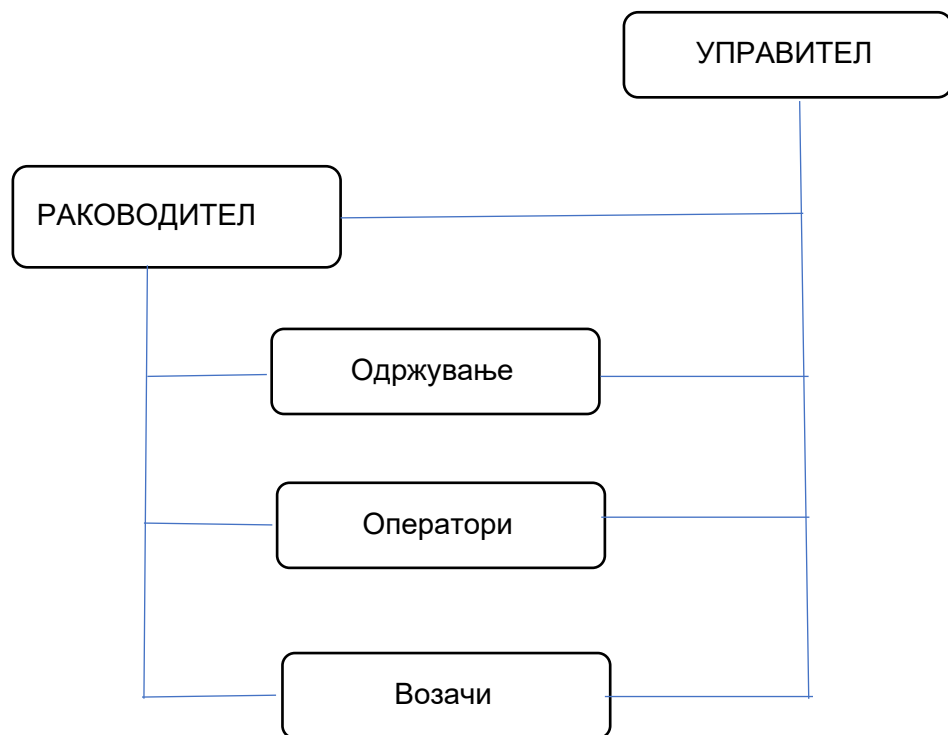 УПРАВИТЕЛ
РАКОВОДИТЕЛ
Одржување
Оператори
Возачи